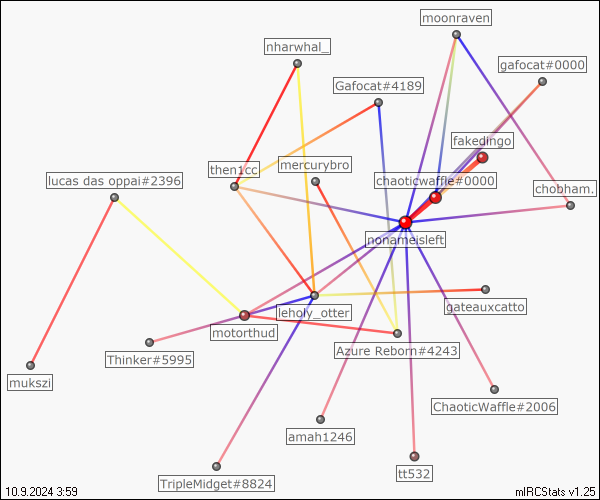 moonraven
nharwhal_
gafocat#0000
Gafocat#4189
fakedingo
then1cc
mercurybro
chaoticwaffle#0000
lucas das oppai#2396
chobham.
nonameisleft
leholy_otter
gateauxcatto
motorthud
Azure Reborn#4243
Thinker#5995
mukszi
ChaoticWaffle#2006
amah1246
tt532
TripleMidget#8824
10.9.2024 3:59
mIRCStats v1.25